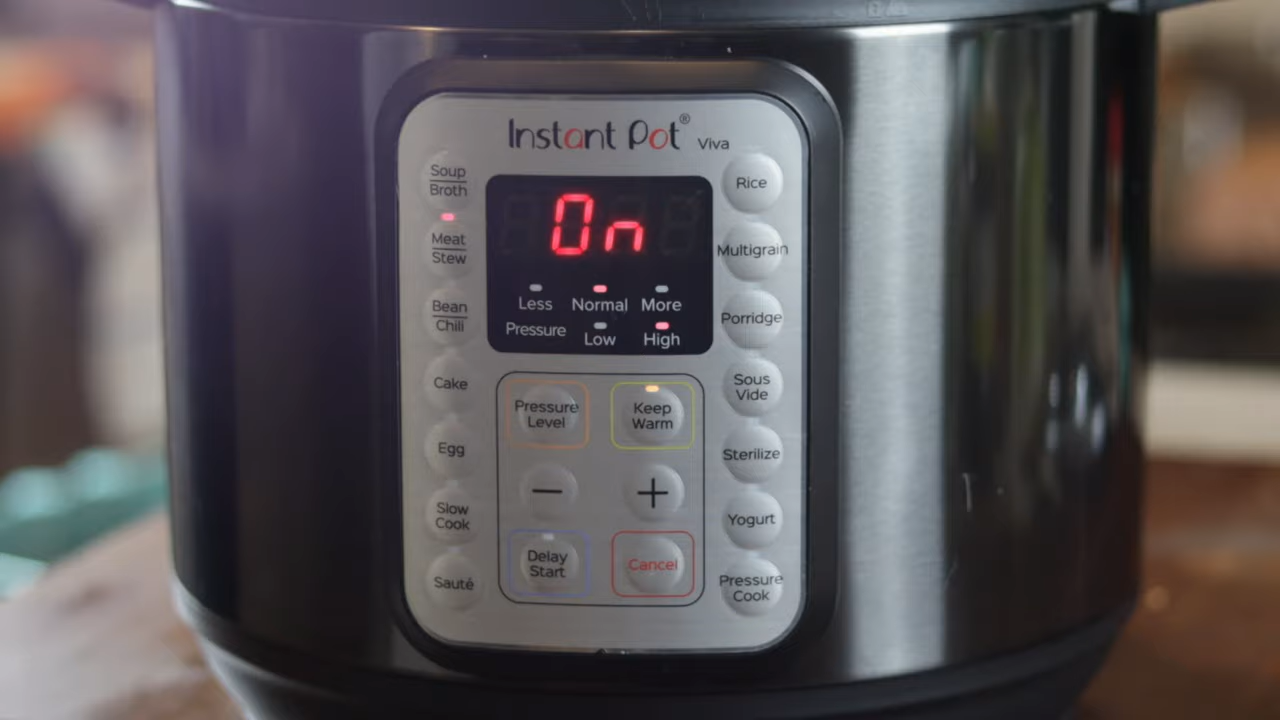 Instant Pot® Viva
Soup
Broth
Meat
Stew
Bean
Chili
Cake
Egg
Slow
Cook
Sauté
On
Less Normal More
Pressure Low High
Pressure
Level
Keep
Warm
−
+
Delay
Start
Cancel
Rice
Multigrain
Porridge
Sous
Vide
Sterilize
Yogurt
Pressure
Cook